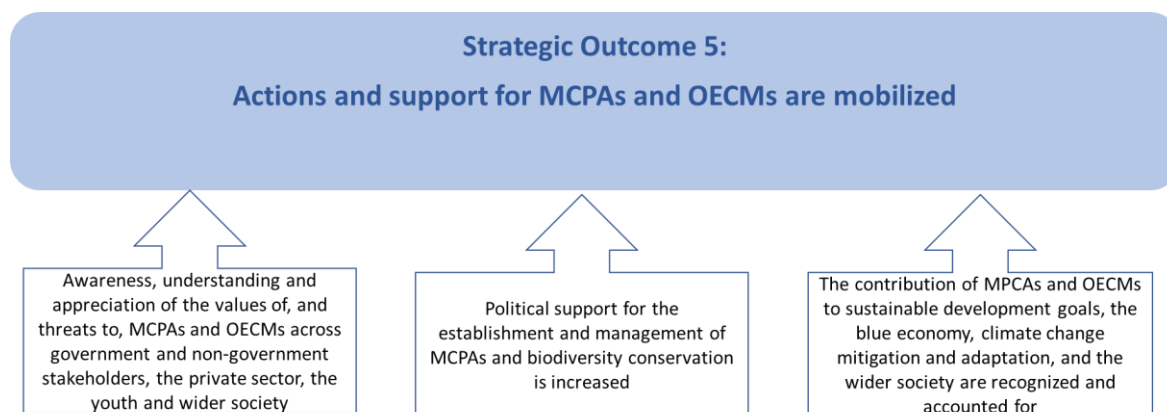 Strategic Outcome 5:
Actions and support for MCPAs and OECMs are mobilized
Awareness, understanding and
appreciation of the values of, and
threats to, MCPAs and OECMs across
government and non-government
stakeholders, the private sector, the
youth and wider society
Political support for the
establishment and management of
MCPAs and biodiversity conservation
is increased
The contribution of MPCAs and OECMs
to sustainable development goals, the
blue economy, climate change
mitigation and adaptation, and the
wider society are recognized and
accounted for